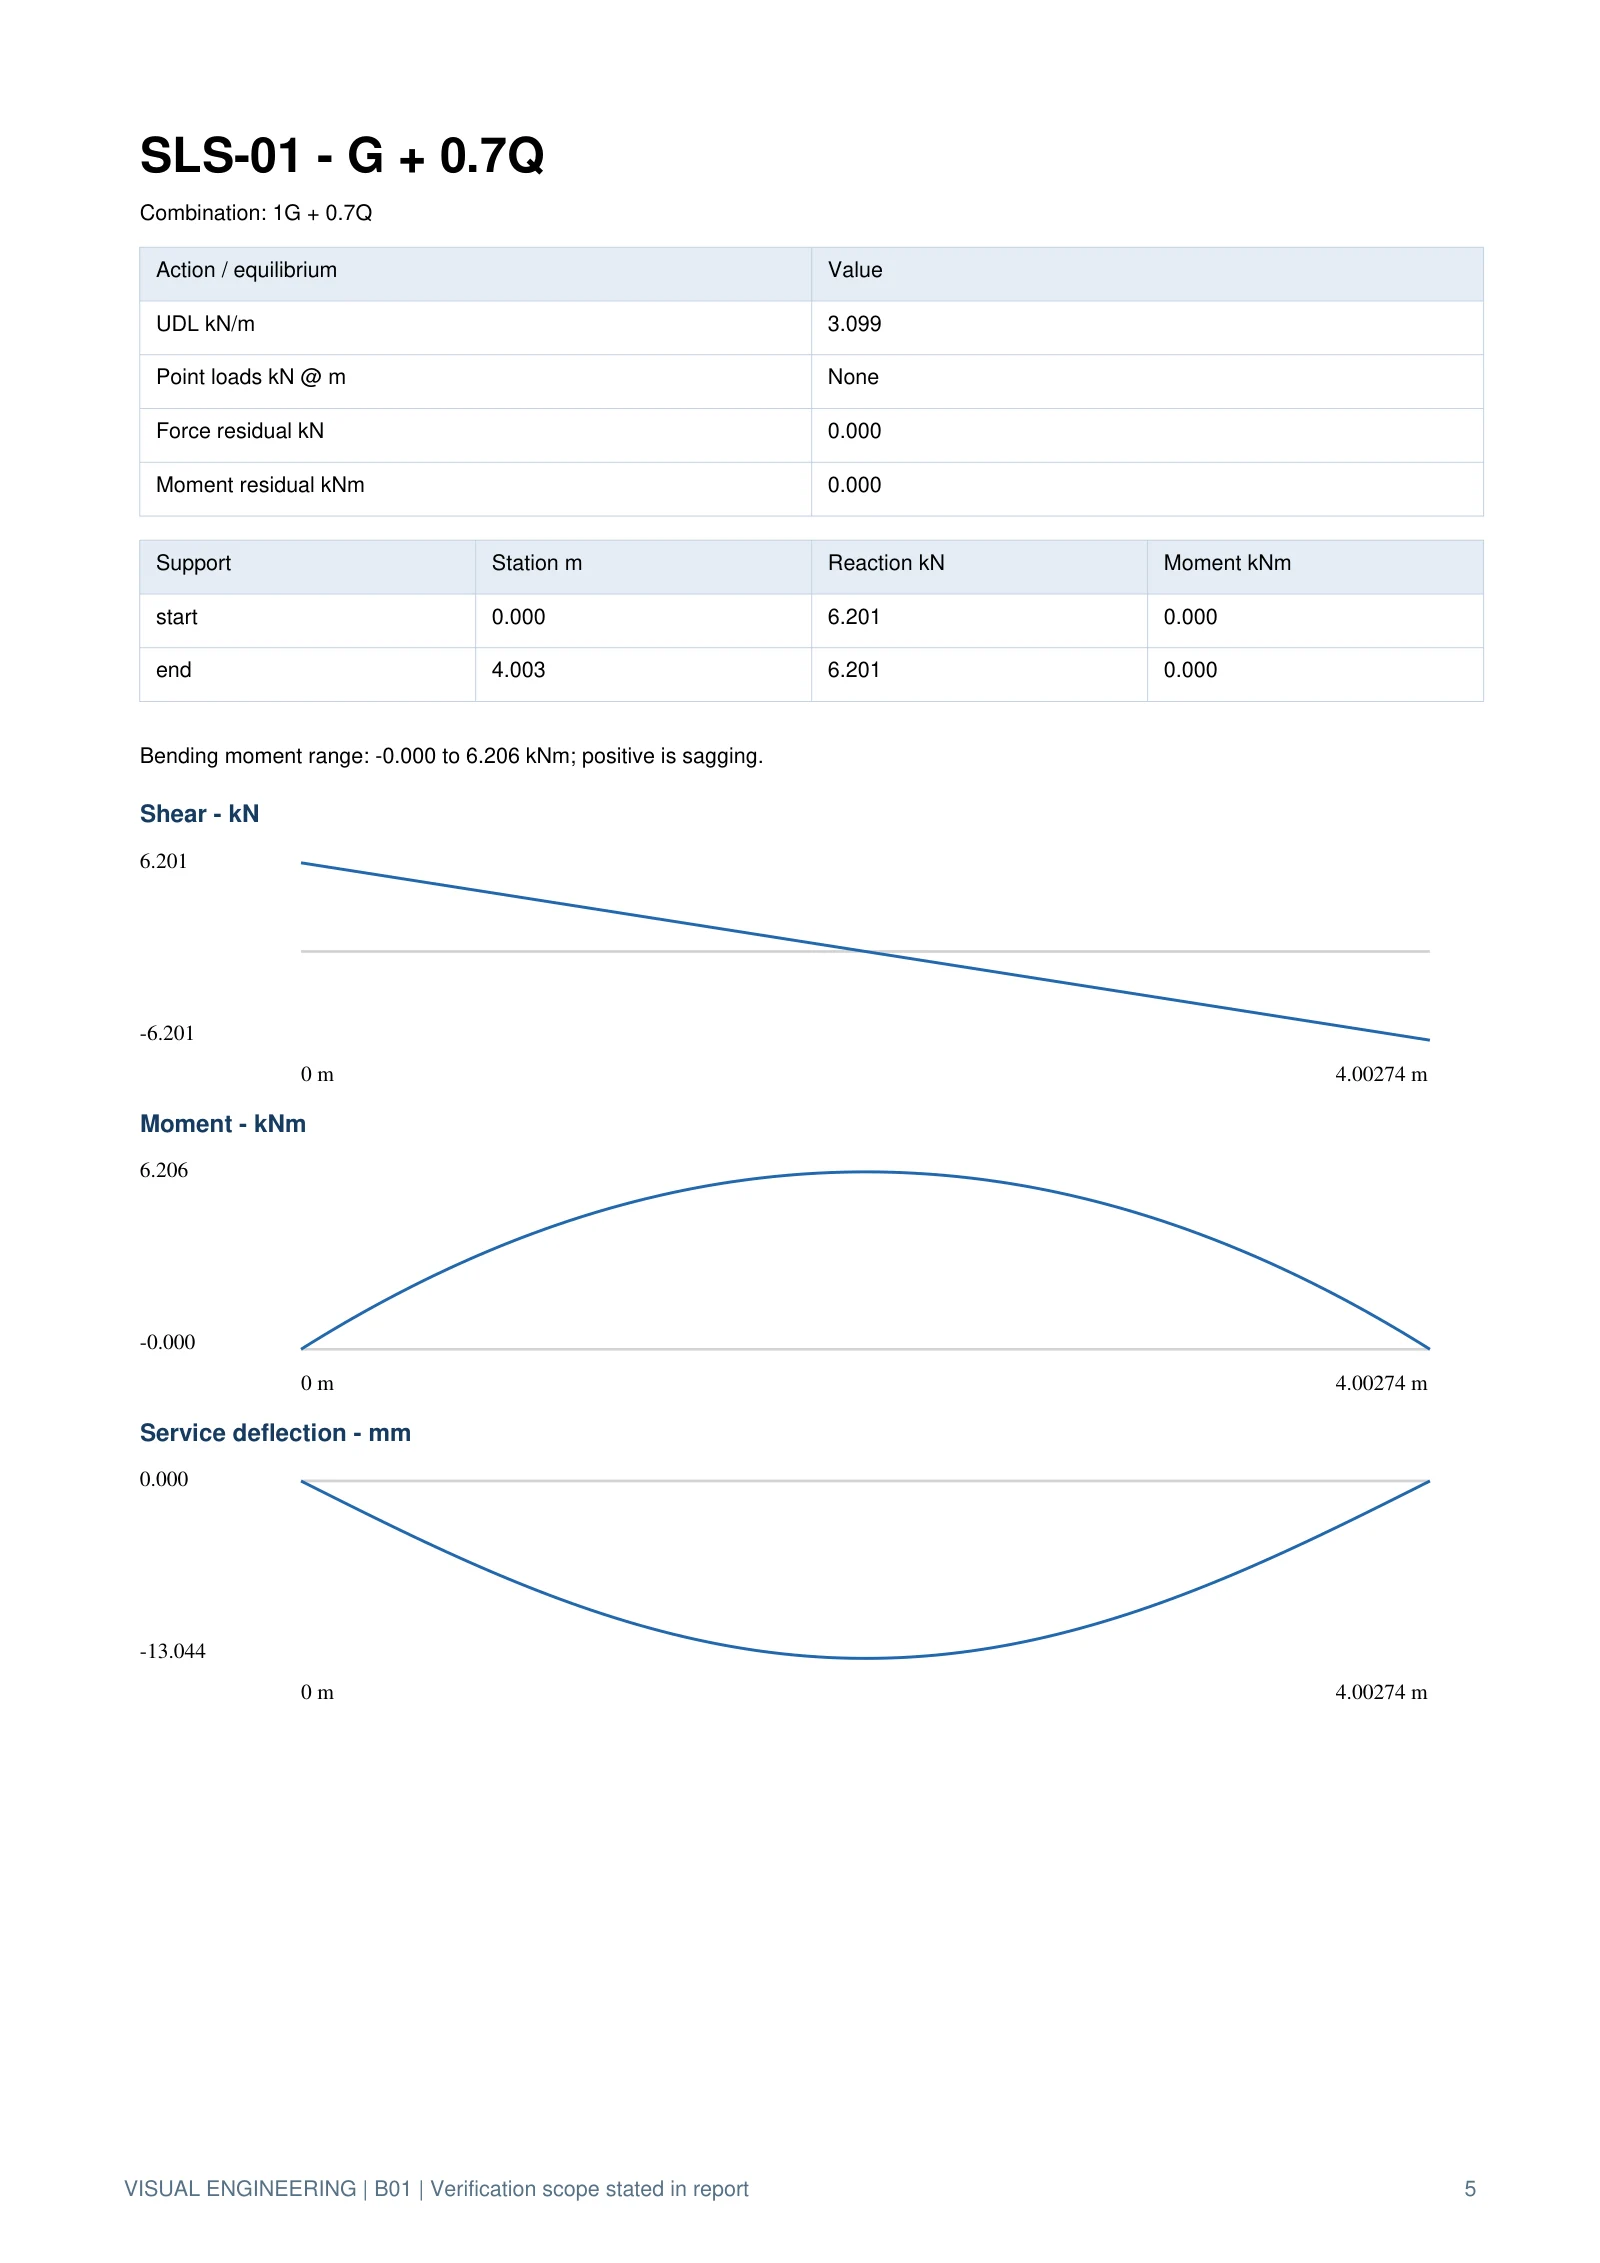 SLS-01 - G + 0.7Q
Combination: 1G + 0.7Q
Action / equilibrium Value
UDL kN/m 3.099
Point loads kN @ m None
Force residual kN 0.000
Moment residual kNm 0.000
Support Station m Reaction kN Moment kNm
start 0.000 6.201 0.000
end 4.003 6.201 0.000
Bending moment range: -0.000 to 6.206 kNm; positive is sagging.
Shear - kN
6.201
-6.201
0 m 4.00274 m
Moment - kNm
6.206
-0.000
0 m 4.00274 m
Service deflection - mm
0.000
-13.044
0 m 4.00274 m
VISUAL ENGINEERING | B01 | Verification scope stated in report 5